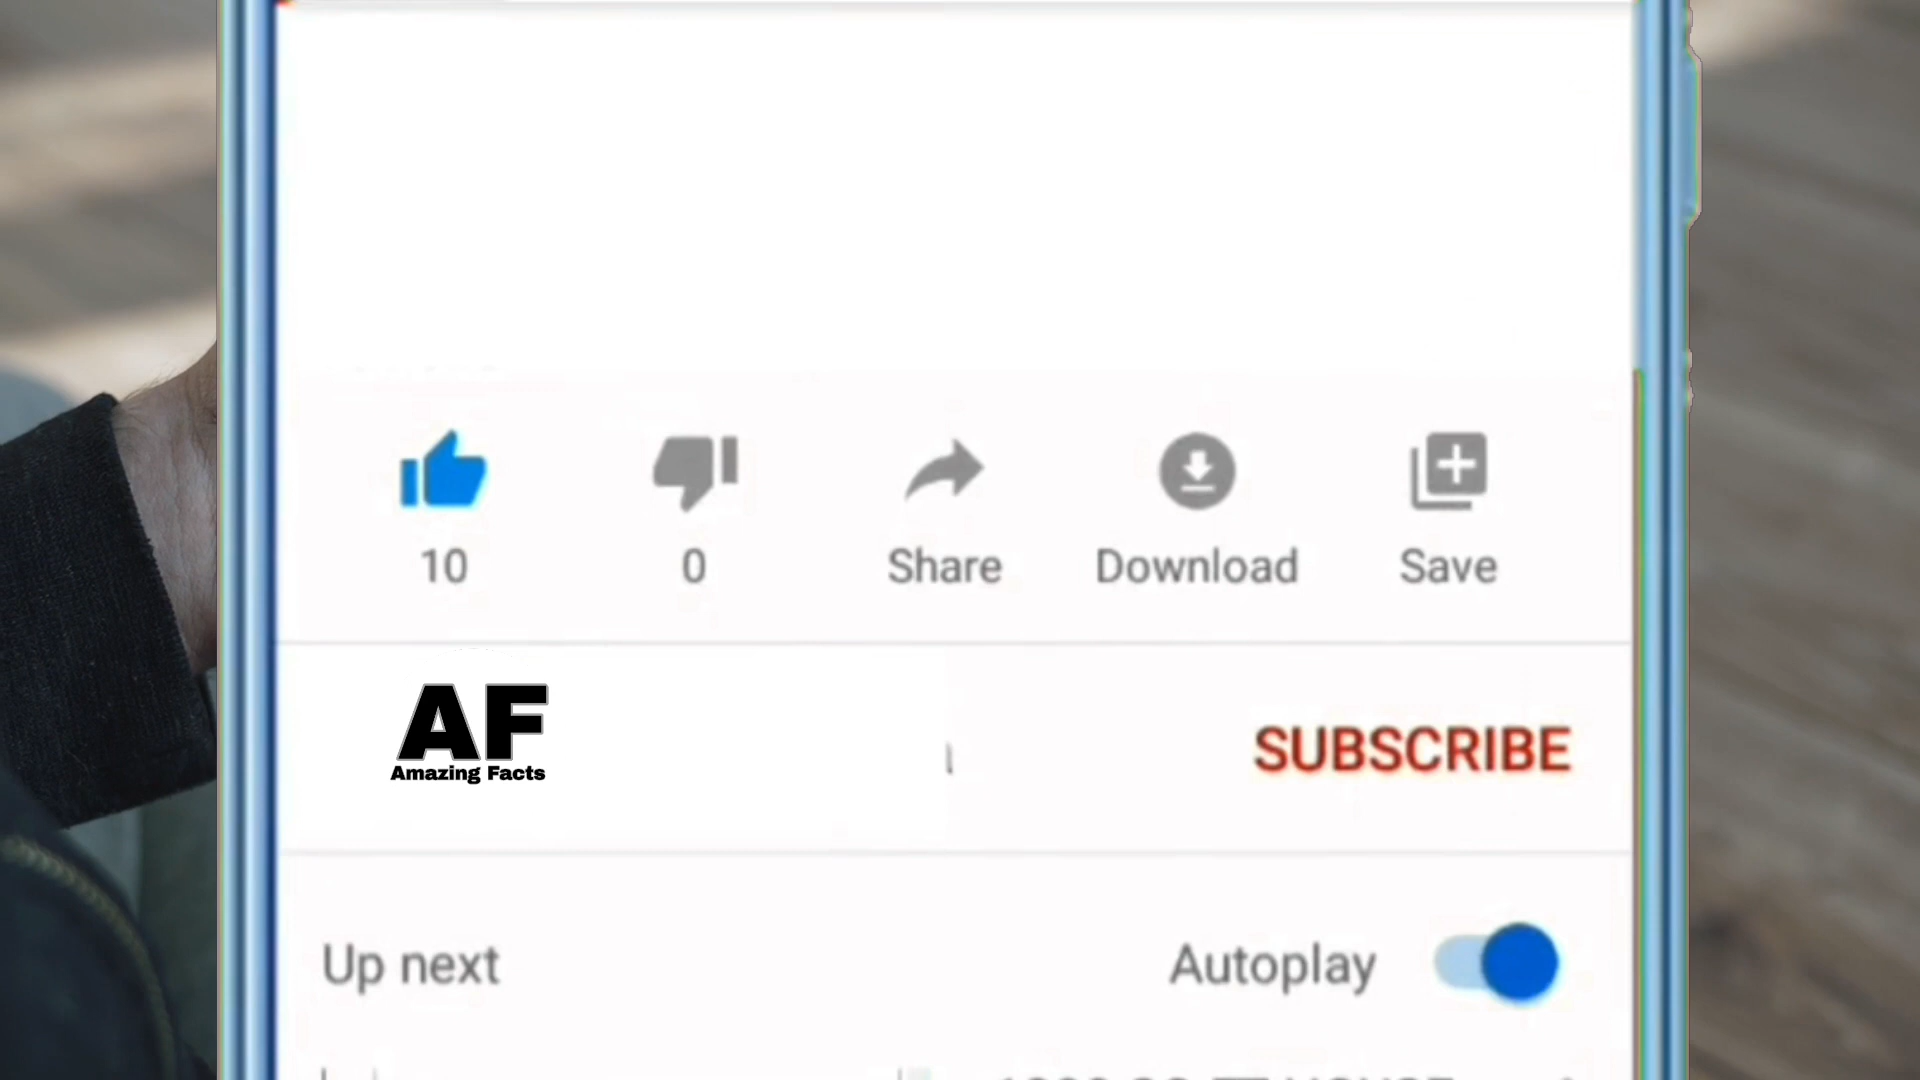 10 0 Share Download Save
AF
Amazing Facts
SUBSCRIBE
Up next Autoplay